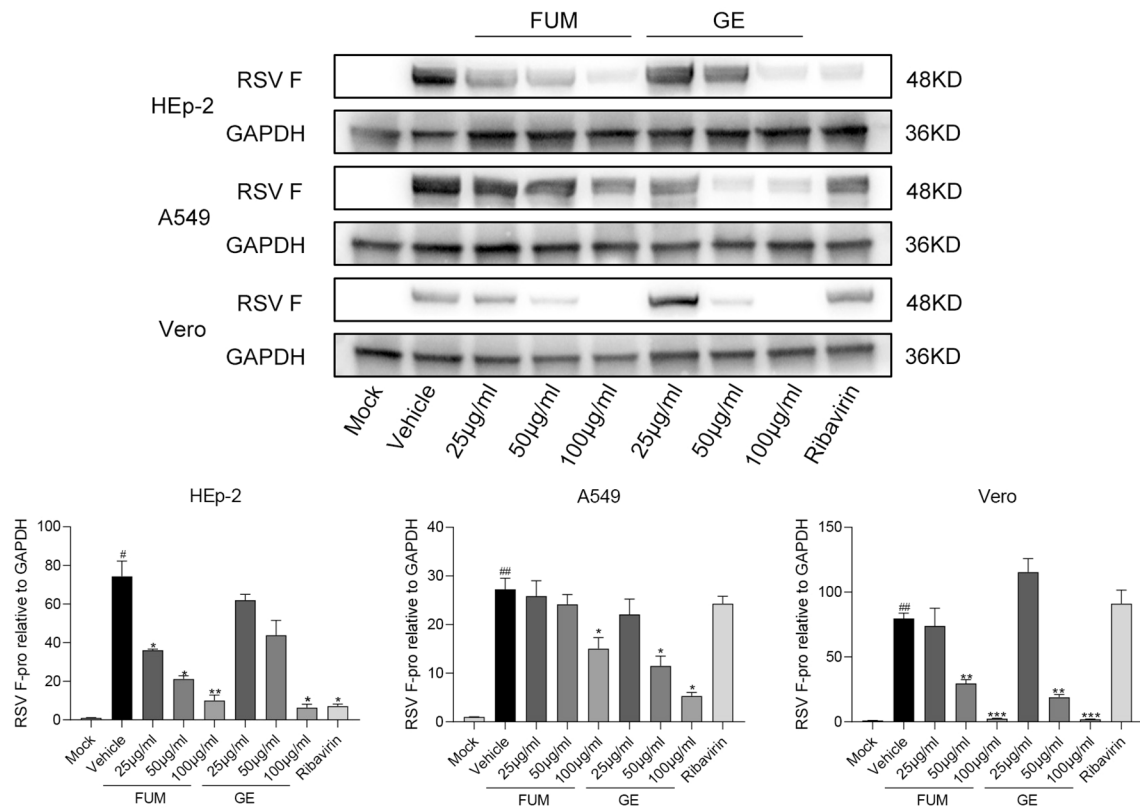 FUM GE
RSV F 48KD
HEp-2
GAPDH 36KD
RSV F 48KD
A549
GAPDH 36KD
RSV F 48KD
Vero
GAPDH 36KD
Mock Vehicle 25μg/ml 50μg/ml 100μg/ml 25μg/ml 50μg/ml 100μg/ml Ribavirin
HEp-2
RSV F-pro relative to GAPDH
100
80
60
40
20
0
#
*
*
**
*
*
Mock Vehicle 25μg/ml 50μg/ml 100μg/ml 25μg/ml 50μg/ml 100μg/ml Ribavirin
FUM GE
A549
RSV F-pro relative to GAPDH
40
30
20
10
0
##
*
*
*
Mock Vehicle 25μg/ml 50μg/ml 100μg/ml 25μg/ml 50μg/ml 100μg/ml Ribavirin
FUM GE
Vero
RSV F-pro relative to GAPDH
150
100
50
0
##
**
***
**
***
Mock Vehicle 25μg/ml 50μg/ml 100μg/ml 25μg/ml 50μg/ml 100μg/ml Ribavirin
FUM GE